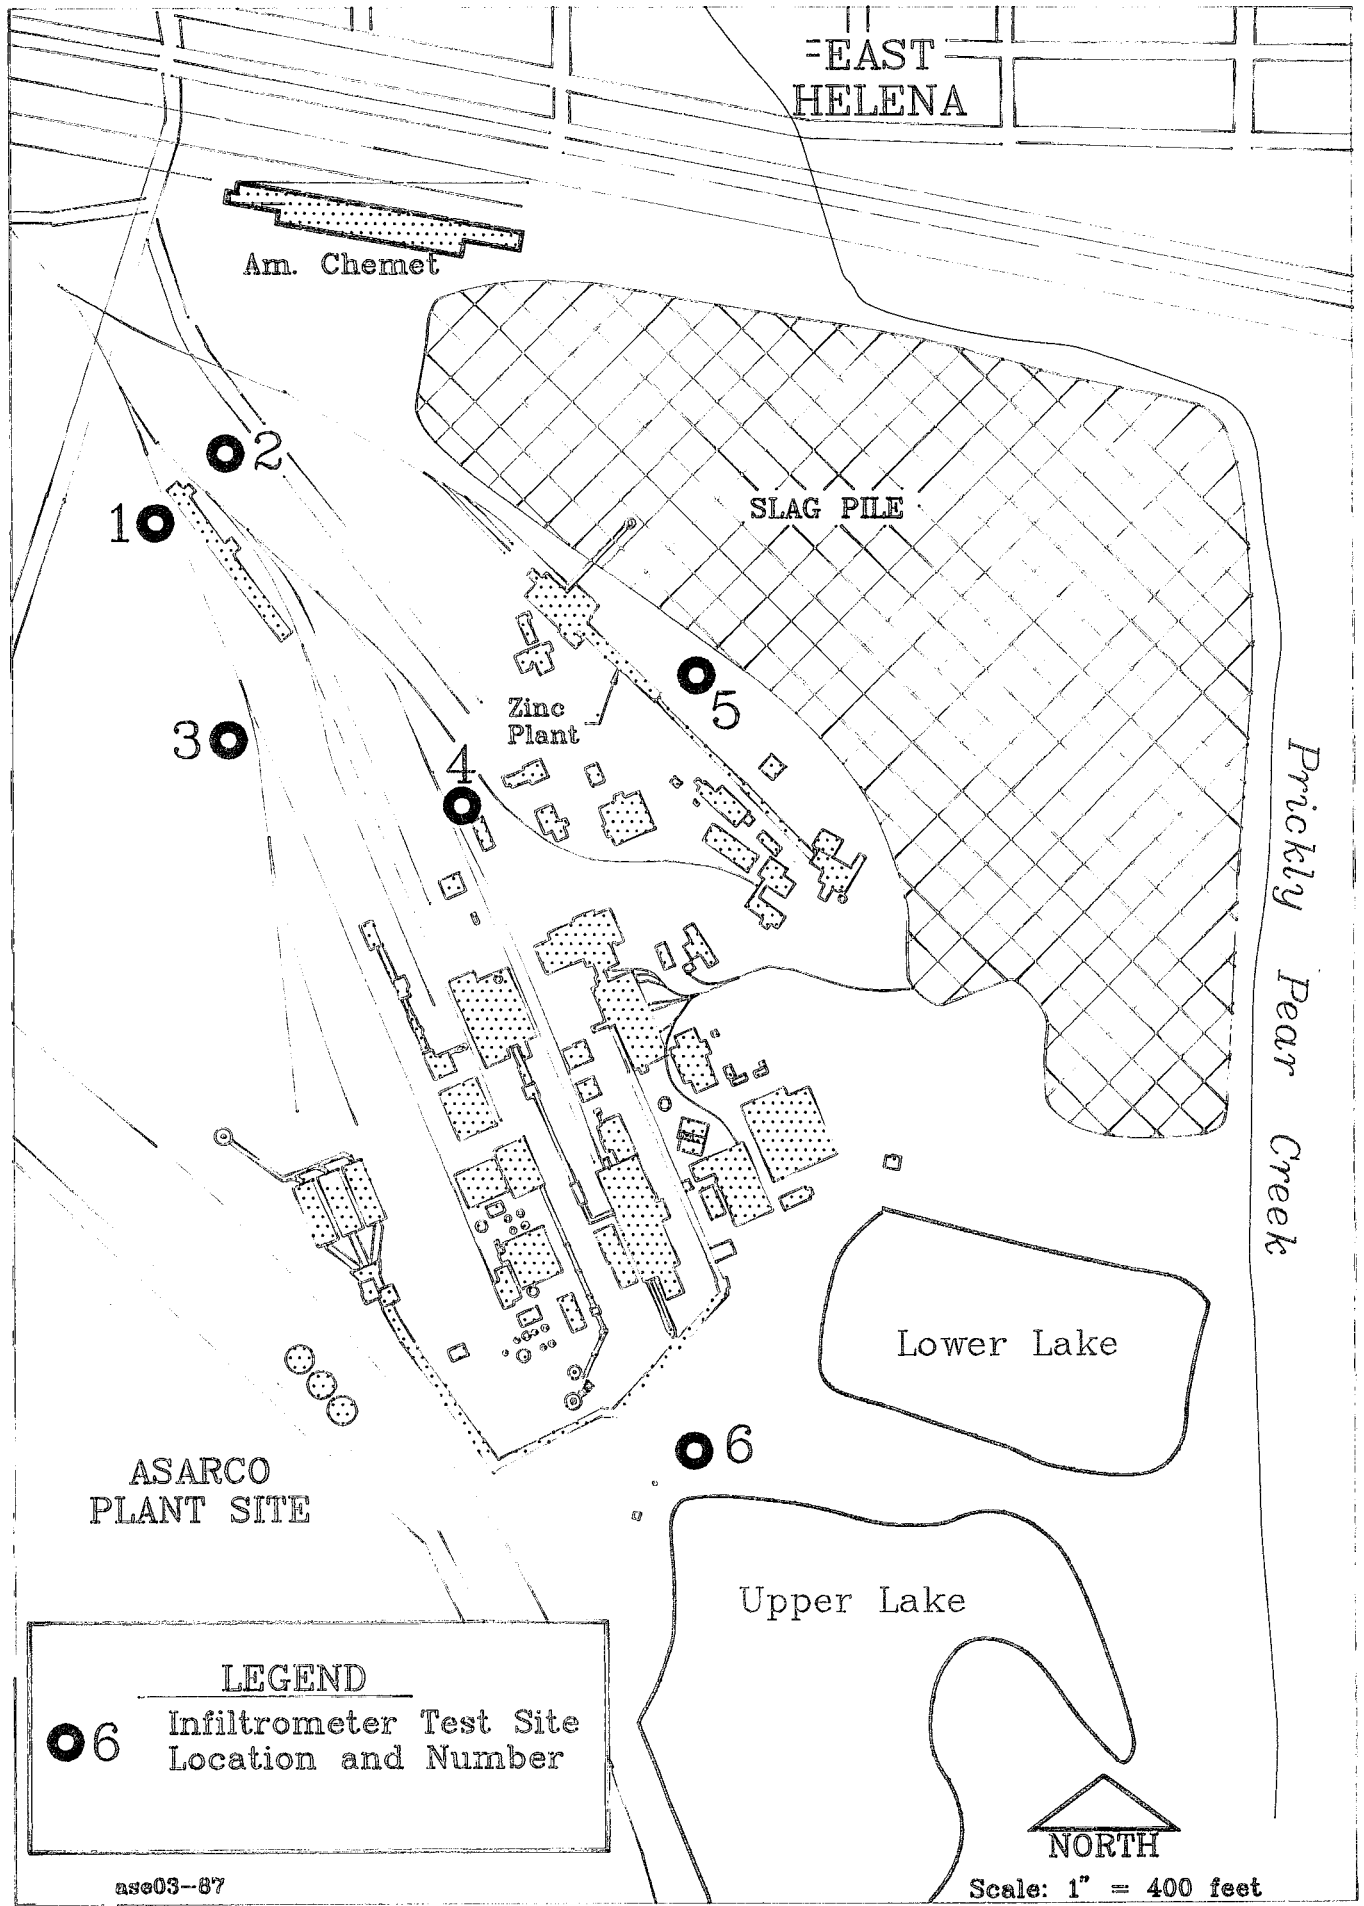 EAST
HELENA
Am. Chemet
2
SLAG PILE
1
5
Zinc
Plant
3
4
Prickly Pear Creek
Lower Lake
6
ASARCO
PLANT SITE
Upper Lake
LEGEND
6 Infiltrometer Test Site
Location and Number
NORTH
ase03-87
Scale: 1" = 400 feet